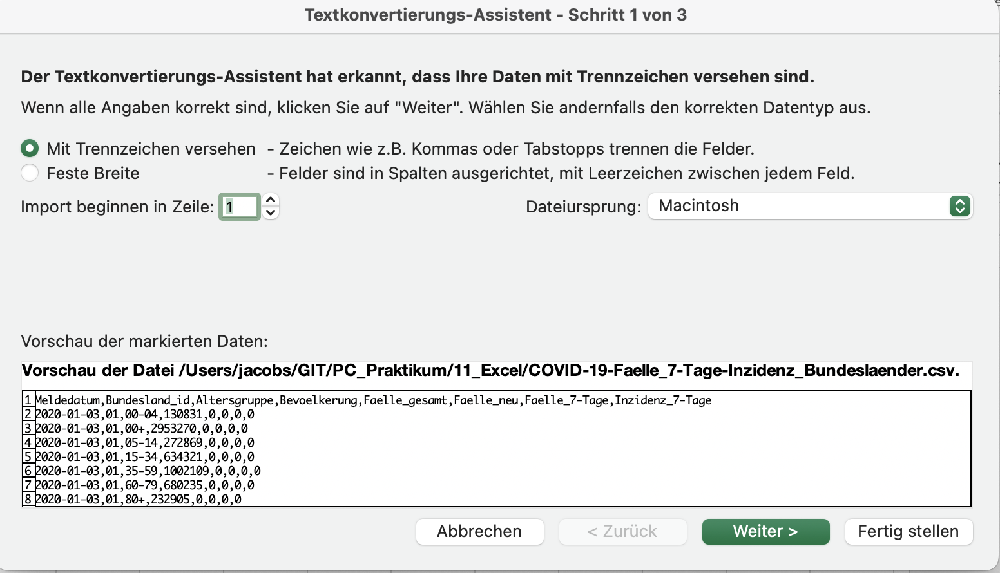 Textkonvertierungs-Assistent - Schritt 1 von 3
Der Textkonvertierungs-Assistent hat erkannt, dass Ihre Daten mit Trennzeichen versehen sind.
Wenn alle Angaben korrekt sind, klicken Sie auf "Weiter". Wählen Sie andernfalls den korrekten Datentyp aus.
Mit Trennzeichen versehen - Zeichen wie z.B. Kommas oder Tabstopps trennen die Felder.
Feste Breite - Felder sind in Spalten ausgerichtet, mit Leerzeichen zwischen jedem Feld.
Import beginnen in Zeile: 1 Dateiursprung: Macintosh
Vorschau der markierten Daten:
Vorschau der Datei /Users/jacobs/GIT/PC_Praktikum/11_Excel/COVID-19-Faelle_7-Tage-Inzidenz_Bundeslaender.csv.
1 Meldedatum,Bundesland_id,Altersgruppe,Bevoelkerung,Faelle_gesamt,Faelle_neu,Faelle_7-Tage,Inzidenz_7-Tage
2 2020-01-03,01,00-04,130831,0,0,0,0
3 2020-01-03,01,00+,2953270,0,0,0,0
4 2020-01-03,01,05-14,272869,0,0,0,0
5 2020-01-03,01,15-34,634321,0,0,0,0
6 2020-01-03,01,35-59,1002109,0,0,0,0
7 2020-01-03,01,60-79,680235,0,0,0,0
8 2020-01-03,01,80+,232905,0,0,0,0
Abbrechen < Zurück Weiter > Fertig stellen